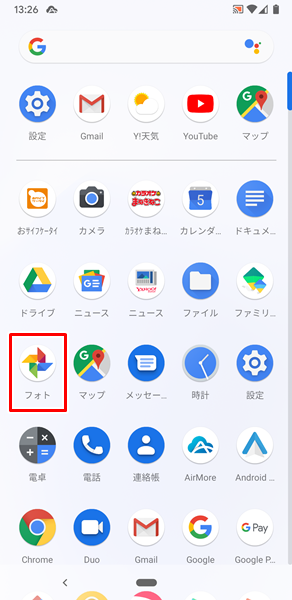 13:26
設定 Gmail Y!天気 YouTube マップ
おサイフケータイ カメラ カラオケまね... カレンダ... ドキュメ...
ドライブ ニュース ニュース ファイル ファミリ...
フォト マップ メッセー... 時計 設定
電卓 電話 連絡帳 AirMore Android ...
Chrome Duo Gmail Google Google P...